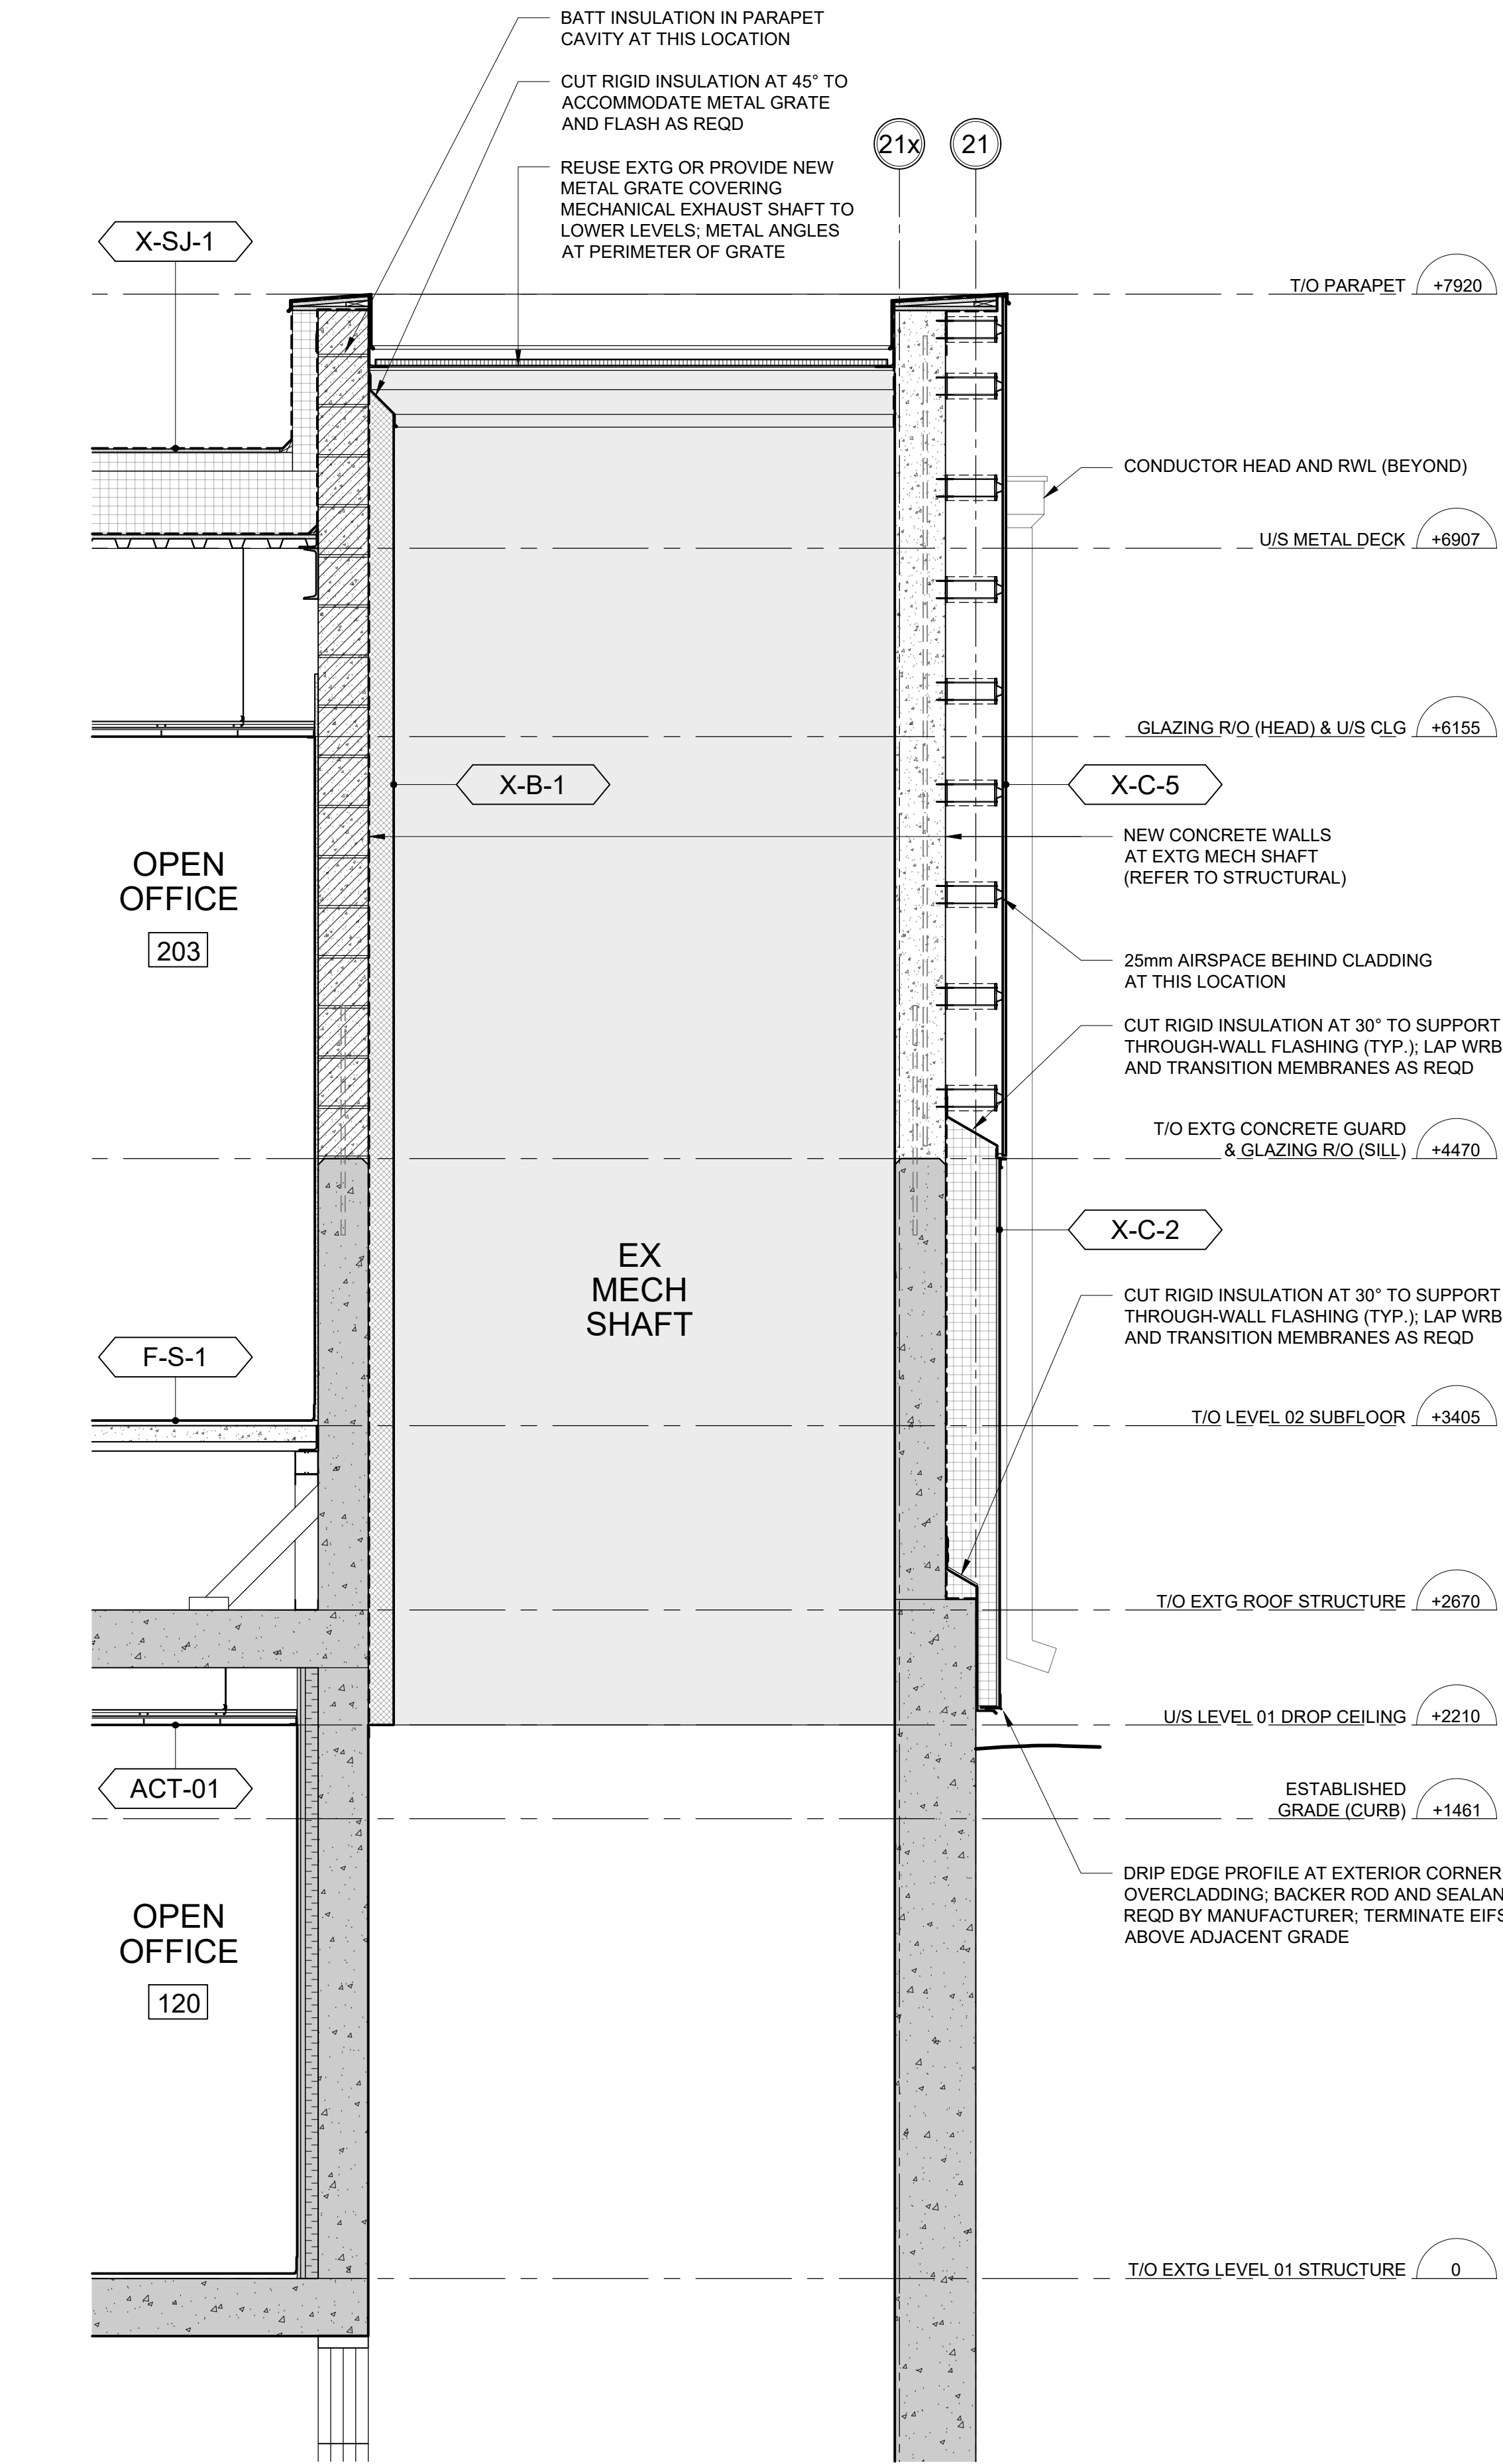 BATT INSULATION IN PARAPET
CAVITY AT THIS LOCATION
CUT RIGID INSULATION AT 45° TO
ACCOMMODATE METAL GRATE
AND FLASH AS REQD
REUSE EXTG OR PROVIDE NEW
METAL GRATE COVERING
MECHANICAL EXHAUST SHAFT TO
LOWER LEVELS; METAL ANGLES
AT PERIMETER OF GRATE
21x
21
X-SJ-1
T/O PARAPET +7920
CONDUCTOR HEAD AND RWL (BEYOND)
U/S METAL DECK +6907
GLAZING R/O (HEAD) & U/S CLG +6155
X-B-1
X-C-5
NEW CONCRETE WALLS
AT EXTG MECH SHAFT
(REFER TO STRUCTURAL)
OPEN
OFFICE
203
25mm AIRSPACE BEHIND CLADDING
AT THIS LOCATION
CUT RIGID INSULATION AT 30° TO SUPPORT
THROUGH-WALL FLASHING (TYP.); LAP WRB
AND TRANSITION MEMBRANES AS REQD
T/O EXTG CONCRETE GUARD
& GLAZING R/O (SILL) +4470
X-C-2
EX
MECH
SHAFT
CUT RIGID INSULATION AT 30° TO SUPPORT
THROUGH-WALL FLASHING (TYP.); LAP WRB
AND TRANSITION MEMBRANES AS REQD
F-S-1
T/O LEVEL 02 SUBFLOOR +3405
T/O EXTG ROOF STRUCTURE +2670
U/S LEVEL 01 DROP CEILING +2210
ACT-01
ESTABLISHED
GRADE (CURB) +1461
DRIP EDGE PROFILE AT EXTERIOR CORNER
OVERCLADDING; BACKER ROD AND SEALAN
REQD BY MANUFACTURER; TERMINATE EIFS
ABOVE ADJACENT GRADE
OPEN
OFFICE
120
T/O EXTG LEVEL 01 STRUCTURE 0